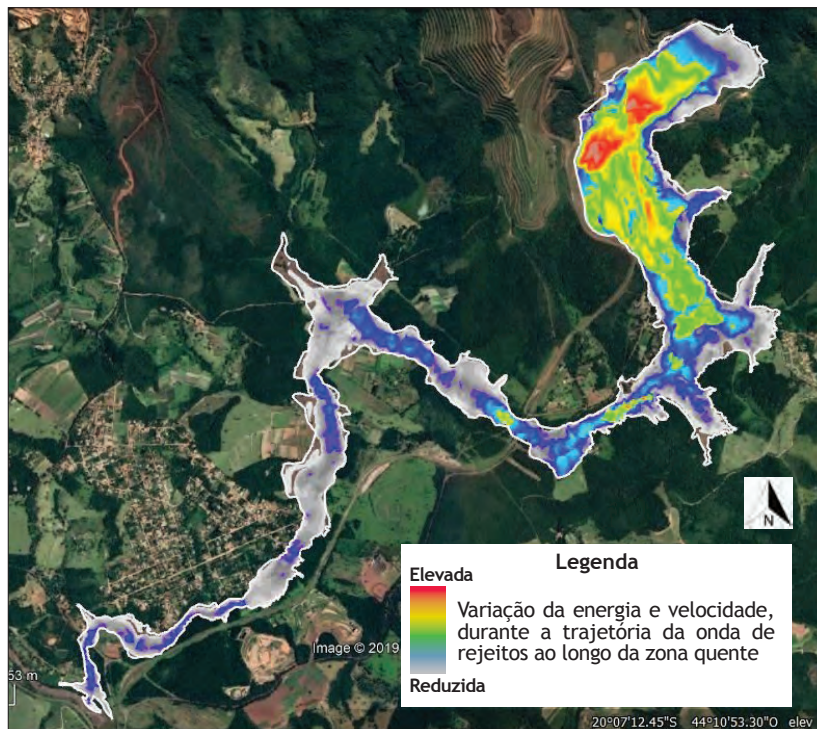 N
Legenda
Elevada
Variação da energia e velocidade,
durante a trajetória da onda de
rejeitos ao longo da zona quente
Reduzida
Image © 2019
53 m
20°07'12.45"S 44°10'53.30"O elev